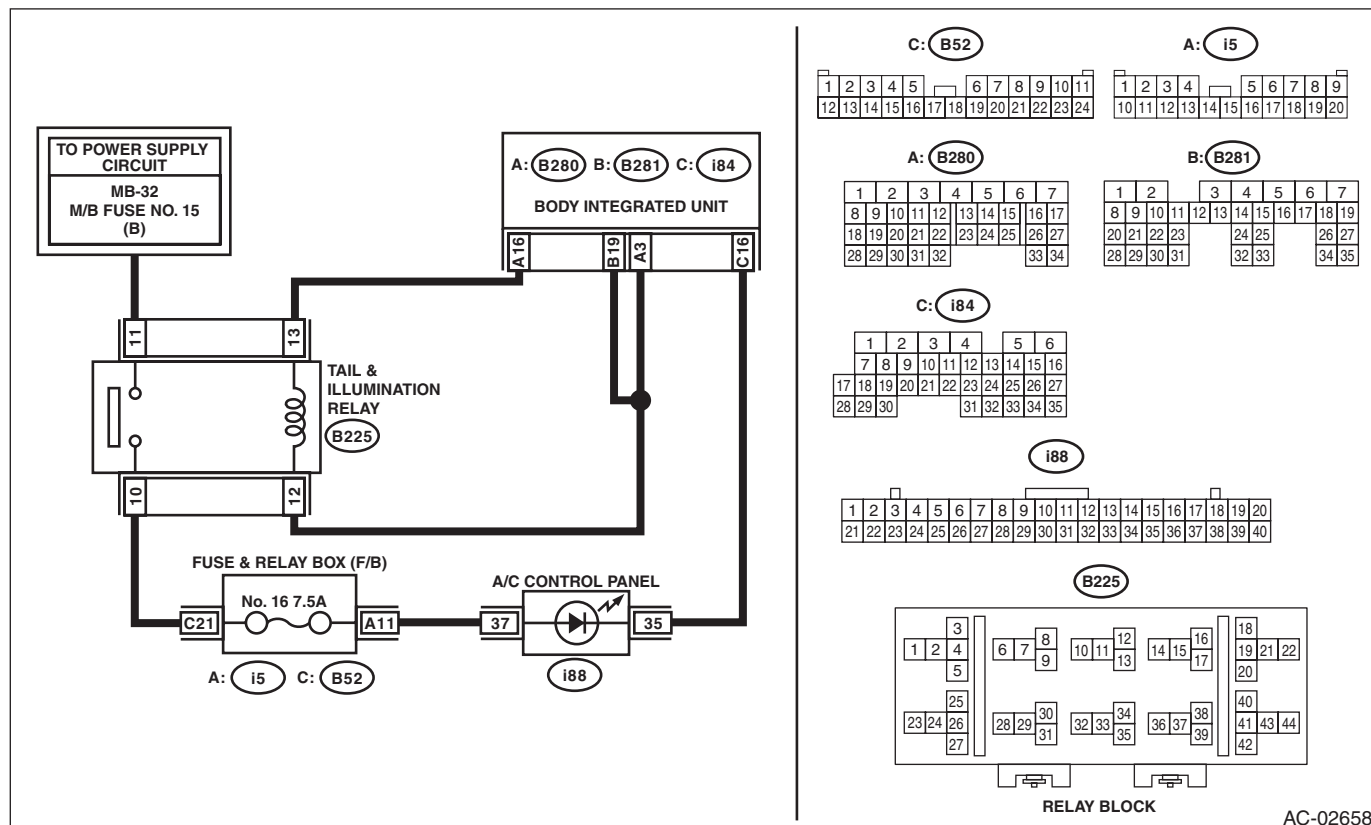 TO POWER SUPPLY
CIRCUIT
MB-32
M/B FUSE NO. 15
(B)
A: B280 B: B281 C: i84
BODY INTEGRATED UNIT
A16 B19 A3 C16
11 13
TAIL &
ILLUMINATION
RELAY
B225
10 12
FUSE & RELAY BOX (F/B)
No. 16 7.5A
C21 A11
A: i5 C: B52
A/C CONTROL PANEL
37 35
i88
C: B52
1 2 3 4 5 6 7 8 9 10 11
12 13 14 15 16 17 18 19 20 21 22 23 24
A: i5
1 2 3 4 5 6 7 8 9
10 11 12 13 14 15 16 17 18 19 20
A: B280
1 2 3 4 5 6 7
8 9 10 11 12 13 14 15 16 17
18 19 20 21 22 23 24 25 26 27
28 29 30 31 32 33 34
B: B281
1 2 3 4 5 6 7
8 9 10 11 12 13 14 15 16 17 18 19
20 21 22 23 24 25 26 27
28 29 30 31 32 33 34 35
C: i84
1 2 3 4 5 6
7 8 9 10 11 12 13 14 15 16
17 18 19 20 21 22 23 24 25 26 27
28 29 30 31 32 33 34 35
i88
1 2 3 4 5 6 7 8 9 10 11 12 13 14 15 16 17 18 19 20
21 22 23 24 25 26 27 28 29 30 31 32 33 34 35 36 37 38 39 40
B225
3 8 12 16 18
1 2 4 6 7 10 11 14 15 19 21 22
5 9 13 17 20
25 30 34 38 40
23 24 26 28 29 32 33 36 37 41 43 44
27 31 35 39 42
RELAY BLOCK
AC-02658